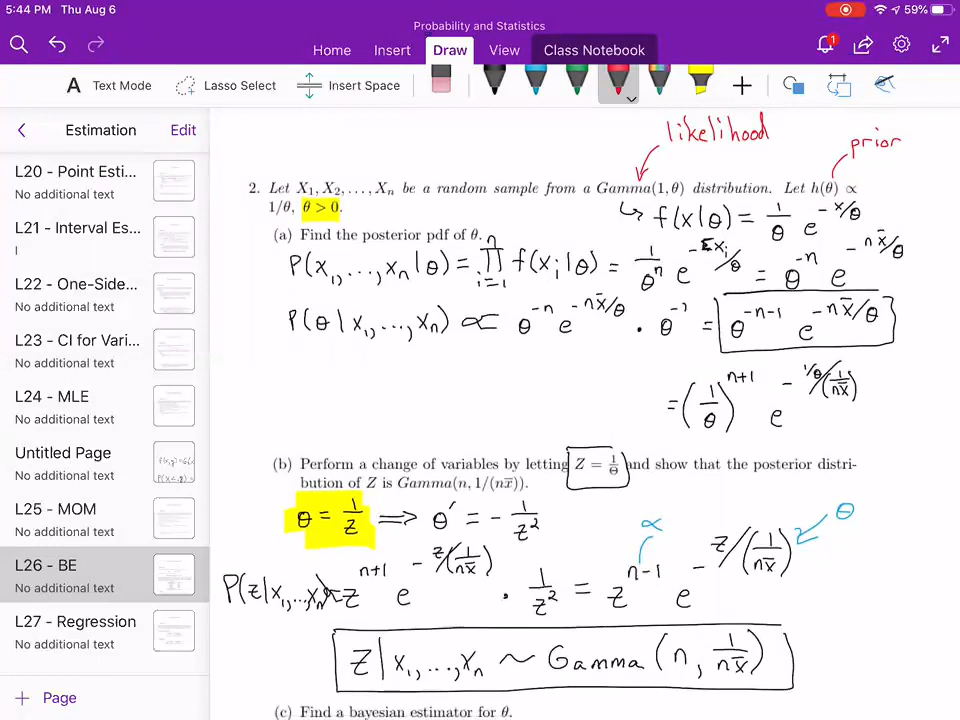 5:44 PM Thu Aug 6
59%
Probability and Statistics
Home Insert Draw View Class Notebook
1
Text Mode Lasso Select Insert Space
Estimation Edit
L20 - Point Esti...
No additional text
L21 - Interval Es...
I
L22 - One-Side...
No additional text
L23 - CI for Vari...
No additional text
L24 - MLE
No additional text
Untitled Page
No additional text
L25 - MOM
No additional text
L26 - BE
No additional text
L27 - Regression
No additional text
+ Page
likelihood
prior
2. Let X₁, X₂, . . . , Xₙ be a random sample from a Gamma(1, θ) distribution. Let h(θ) ∝
1/θ, θ > 0.
f(x|θ) = 1/θ e^(-x/θ)
(a) Find the posterior pdf of θ.
P(x₁, ..., xₙ|θ) = ∏_(i=1)^n f(xᵢ|θ) = 1/θⁿ e^(-Σxᵢ/θ) = θ^(-n) e^(-nx̄/θ)
P(θ|x₁, ..., xₙ) ∝ θ^(-n) e^(-nx̄/θ) · θ^(-1) = θ^(-n-1) e^(-nx̄/θ)
= (1/θ)^(n+1) e^(-1/θ/(1/nx̄))
(b) Perform a change of variables by letting Z = 1/Θ and show that the posterior distri-
bution of Z is Gamma(n, 1/(nx̄)).
θ = 1/z ⟹ θ' = - 1/z²
α
θ
P(z|x₁, ..., xₙ) ∝ z^(n+1) e^(-z/(1/nx̄)) · 1/z² = z^(n-1) e^(-z/(1/nx̄))
Z|x₁, ..., xₙ ~ Gamma(n, 1/nx̄)
(c) Find a bayesian estimator for θ.